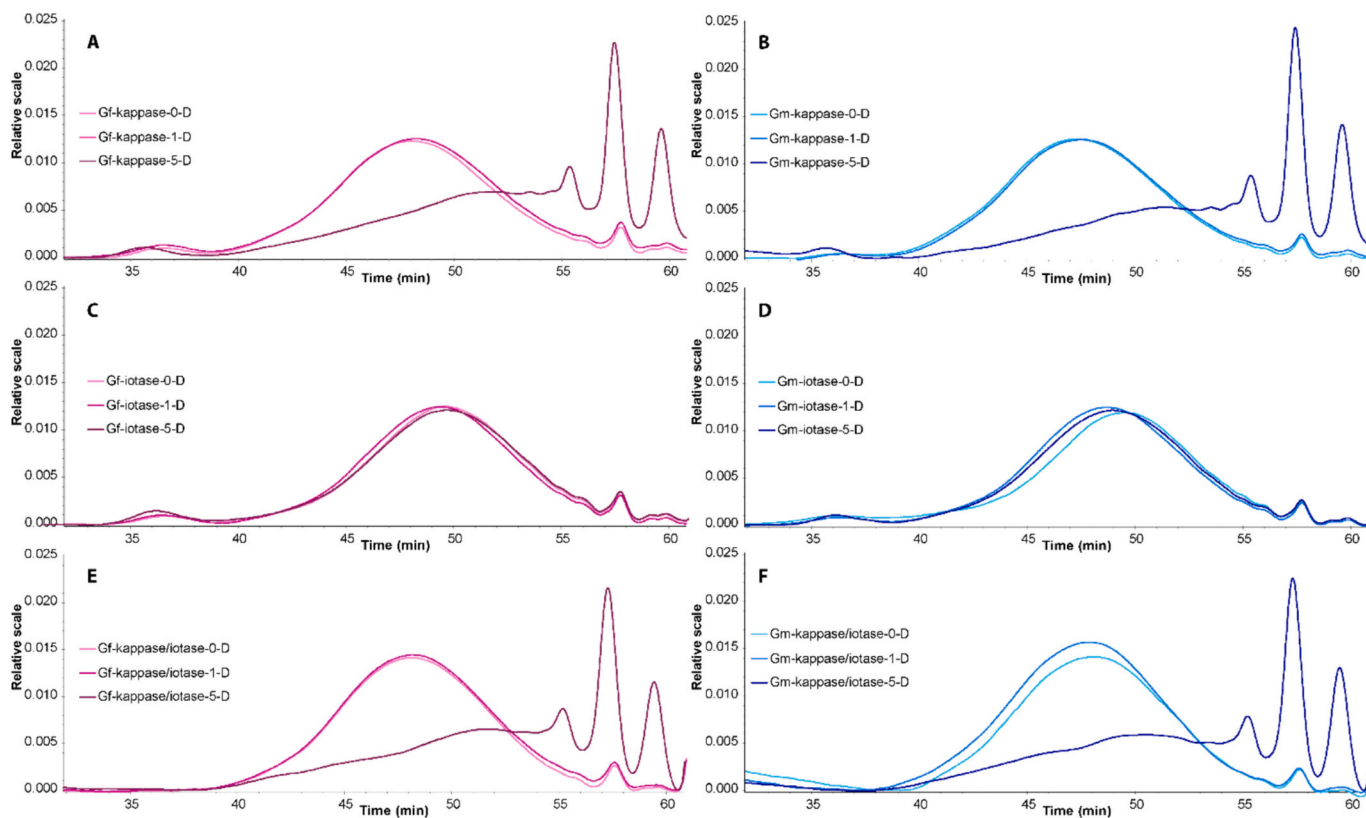 A
Relative scale
0.025
0.020
0.015
0.010
0.005
0.000
Gf-kappase-0-D
Gf-kappase-1-D
Gf-kappase-5-D
35 40 45 50 55 60
Time (min)
B
Relative scale
0.025
0.020
0.015
0.010
0.005
0.000
Gm-kappase-0-D
Gm-kappase-1-D
Gm-kappase-5-D
35 40 45 50 55 60
Time (min)
C
Relative scale
0.025
0.020
0.015
0.010
0.005
0.000
Gf-iotase-0-D
Gf-iotase-1-D
Gf-iotase-5-D
35 40 45 50 55 60
Time (min)
D
Relative scale
0.025
0.020
0.015
0.010
0.005
0.000
Gm-iotase-0-D
Gm-iotase-1-D
Gm-iotase-5-D
35 40 45 50 55 60
Time (min)
E
Relative scale
0.025
0.020
0.015
0.010
0.005
0.000
Gf-kappase/iotase-0-D
Gf-kappase/iotase-1-D
Gf-kappase/iotase-5-D
35 40 45 50 55 60
Time (min)
F
Relative scale
0.025
0.020
0.015
0.010
0.005
0.000
Gm-kappase/iotase-0-D
Gm-kappase/iotase-1-D
Gm-kappase/iotase-5-D
35 40 45 50 55 60
Time (min)